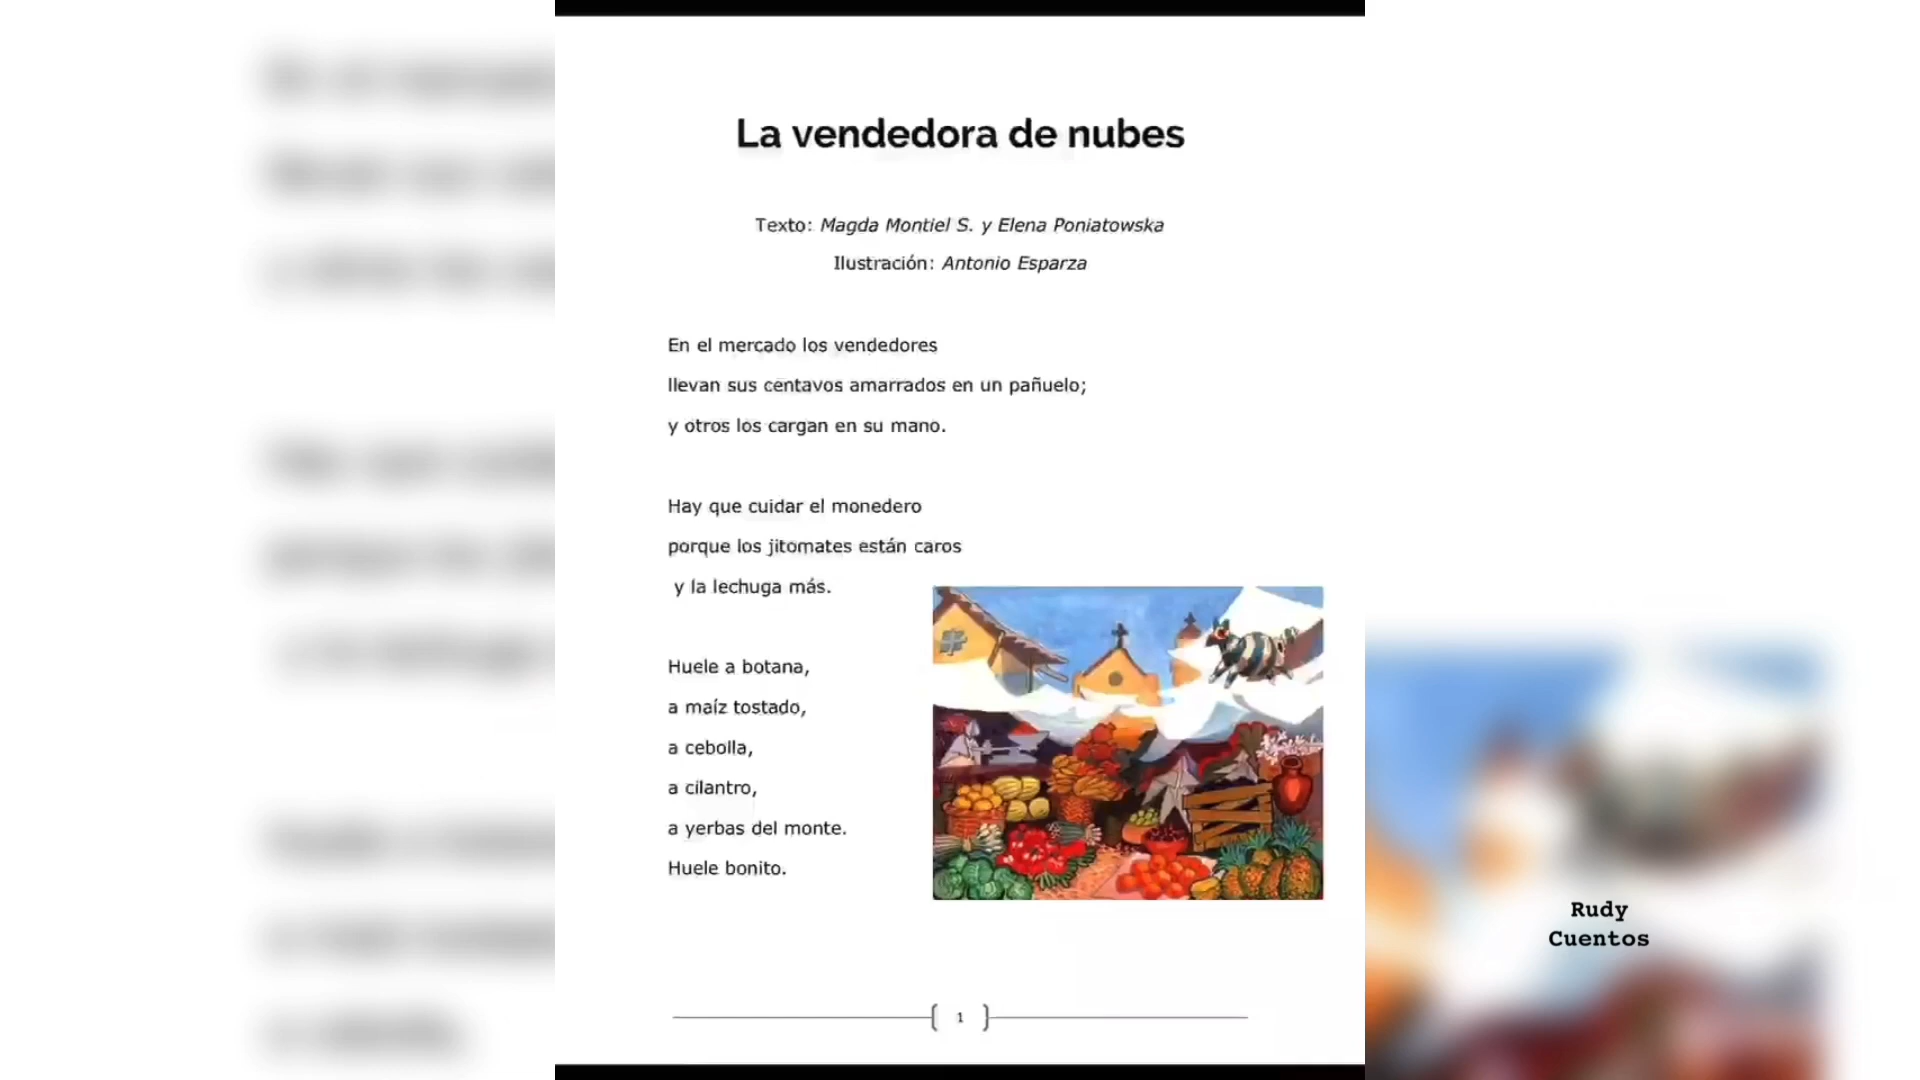 La vendedora de nubes
Texto: Magda Montiel S. y Elena Poniatowska
Ilustración: Antonio Esparza
En el mercado los vendedores
llevan sus centavos amarrados en un pañuelo;
y otros los cargan en su mano.
Hay que cuidar el monedero
porque los jitomates están caros
y la lechuga más.
Huele a botana,
a maíz tostado,
a cebolla,
a cilantro,
a yerbas del monte.
Huele bonito.
1
Rudy
Cuentos